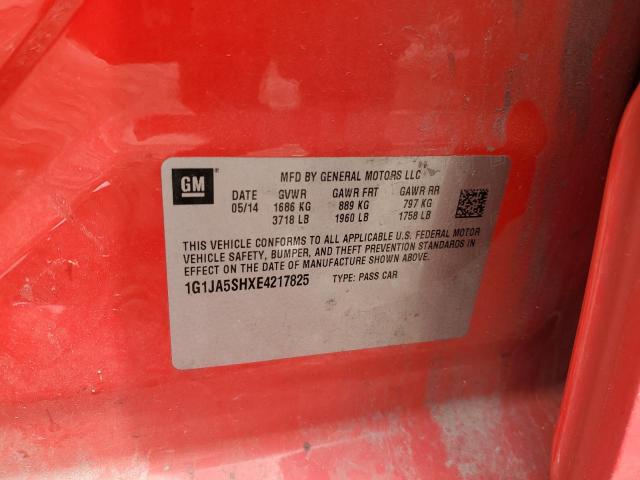 GM
MFD BY GENERAL MOTORS LLC
DATE GVWR GAWR FRT GAWR RR
05/14 1686 KG 889 KG 797 KG
3718 LB 1960 LB 1758 LB
THIS VEHICLE CONFORMS TO ALL APPLICABLE U.S. FEDERAL MOTOR
VEHICLE SAFETY, BUMPER, AND THEFT PREVENTION STANDARDS IN
EFFECT ON THE DATE OF MANUFACTURE SHOWN ABOVE.
1G1JA5SHXE4217825 TYPE: PASS CAR